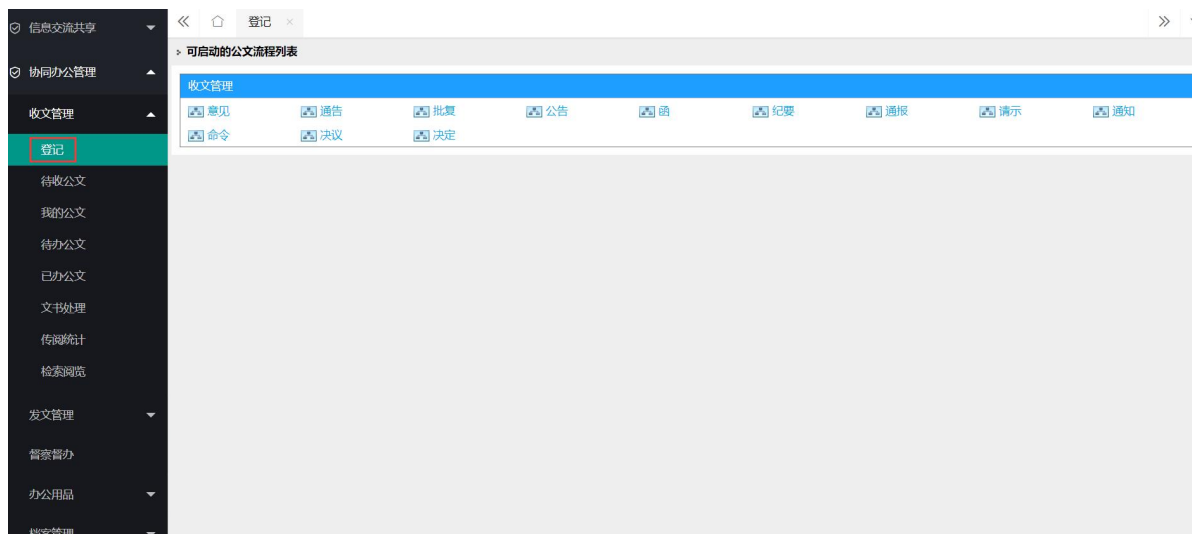 信息交流共享
协同办公管理
收文管理
登记
待收公文
我的公文
待办公文
已办公文
文书处理
传阅统计
检索阅览
发文管理
督察督办
办公用品
档案管理
登记
可启动的公文流程列表
收文管理
意见 通告 批复 公告 函 纪要 通报 请示 通知
命令 决议 决定